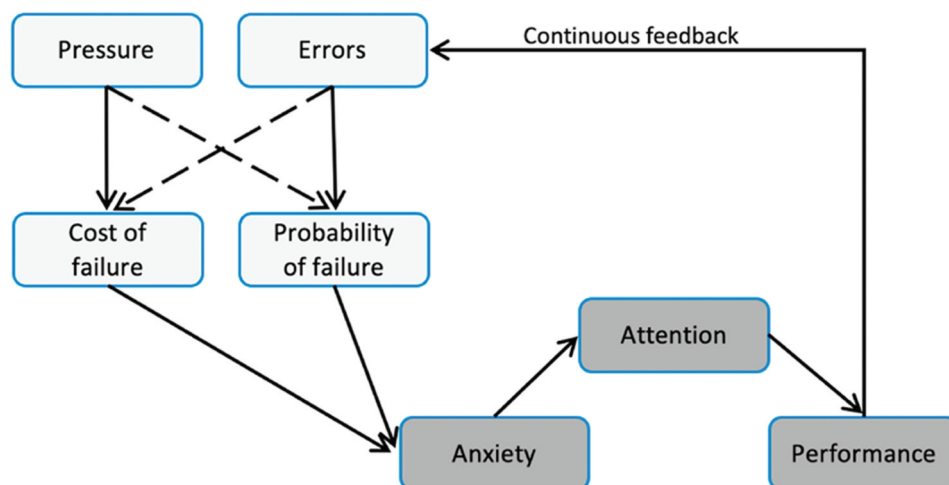 Pressure
Errors
Continuous feedback
Cost of
failure
Probability
of failure
Attention
Anxiety
Performance